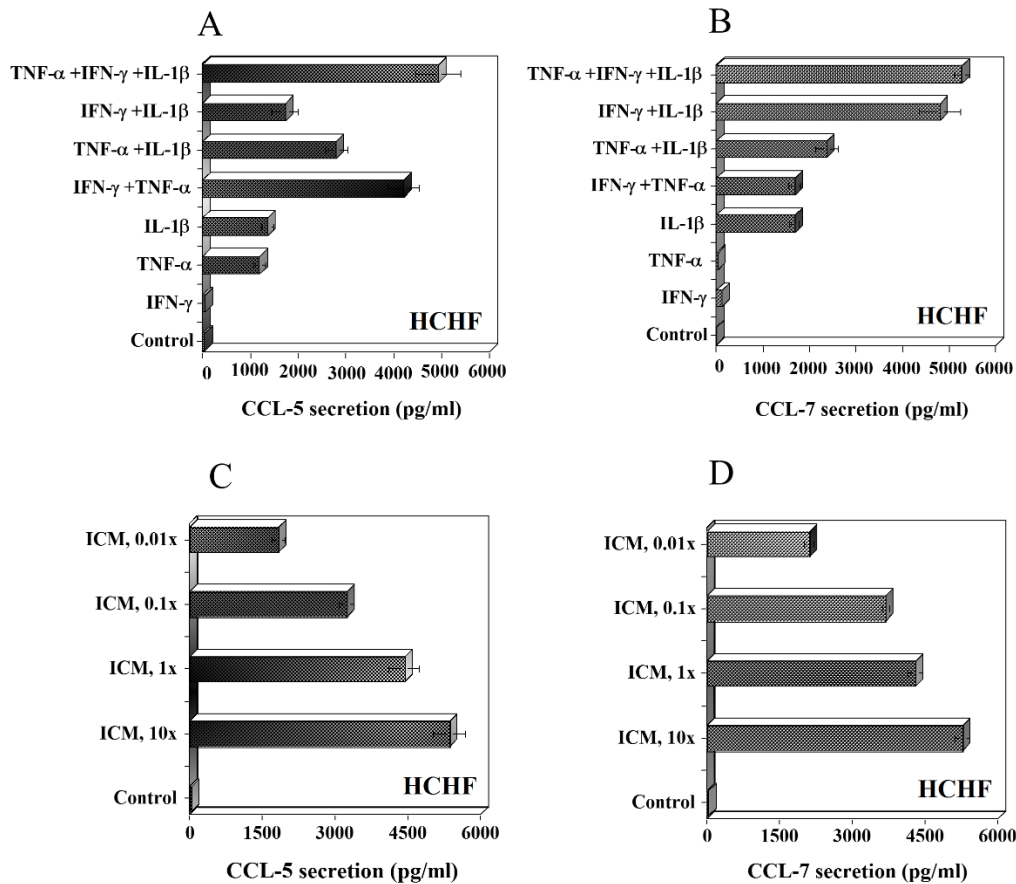 A
TNF-α +IFN-γ +IL-1β
IFN-γ +IL-1β
TNF-α +IL-1β
IFN-γ +TNF-α
IL-1β
TNF-α
IFN-γ
Control
HCHF
0 1000 2000 3000 4000 5000 6000
CCL-5 secretion (pg/ml)
B
TNF-α +IFN-γ +IL-1β
IFN-γ +IL-1β
TNF-α +IL-1β
IFN-γ +TNF-α
IL-1β
TNF-α
IFN-γ
Control
HCHF
0 1000 2000 3000 4000 5000 6000
CCL-7 secretion (pg/ml)
C
ICM, 0.01x
ICM, 0.1x
ICM, 1x
ICM, 10x
Control
HCHF
0 1500 3000 4500 6000
CCL-5 secretion (pg/ml)
D
ICM, 0.01x
ICM, 0.1x
ICM, 1x
ICM, 10x
Control
HCHF
0 1500 3000 4500 6000
CCL-7 secretion (pg/ml)